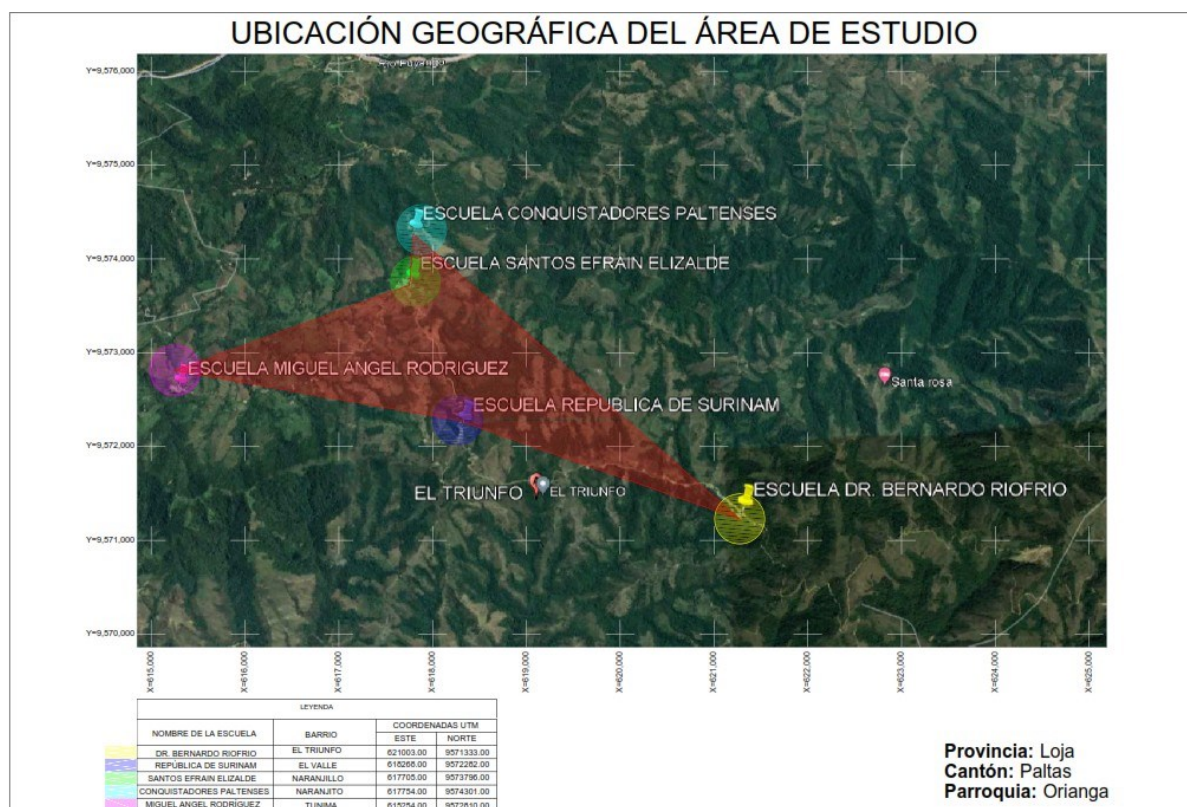 UBICACIÓN GEOGRÁFICA DEL ÁREA DE ESTUDIO
Y=9,576,000
Y=9,575,000
ESCUELA CONQUISTADORES PALTENSES
Y=9,574,000
ESCUELA SANTOS EFRAIN ELIZALDE
Y=9,573,000
ESCUELA MIGUEL ANGEL RODRIGUEZ
Santa rosa
ESCUELA REPUBLICA DE SURINAM
Y=9,572,000
EL TRIUNFO
EL TRIUNFO
ESCUELA DR. BERNARDO RIOFRIO
Y=9,571,000
Y=9,570,000
X=615,000
X=616,000
X=617,000
X=618,000
X=619,000
X=620,000
X=621,000
X=622,000
X=623,000
X=624,000
X=625,000
LEYENDA
NOMBRE DE LA ESCUELA BARRIO COORDENADAS UTM
ESTE NORTE
DR. BERNARDO RIOFRIO EL TRIUNFO 621003.00 9571333.00
REPÚBLICA DE SURINAM EL VALLE 9572262.00
SANTOS EFRAIN ELIZALDE NARANJILLO 617705.00 9573796.00
CONQUISTADORES PALTENSES NARANJITO 617754.00 9574301.00
MIGUEL ANGEL RODRÍGUEZ TUNIMA 615254.00 9572810.00
Provincia: Loja
Cantón: Paltas
Parroquia: Orianga